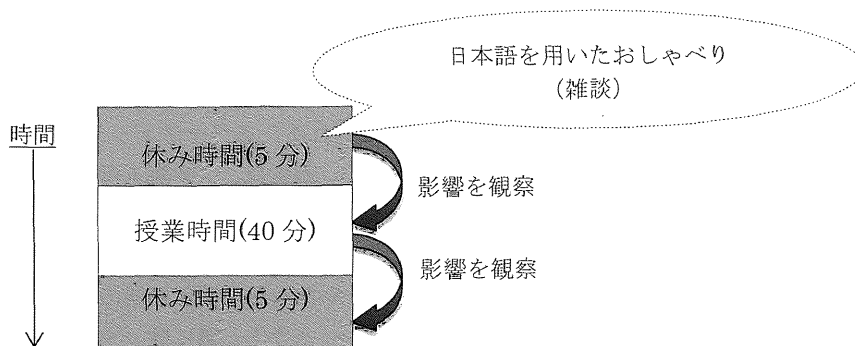 日本語を用いたおしゃべり
(雑談)
時間
休み時間(5 分)
影響を観察
授業時間(40 分)
影響を観察
休み時間(5 分)